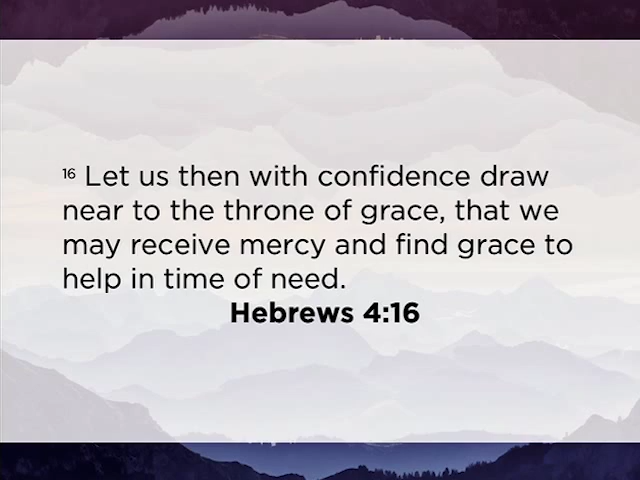 16 Let us then with confidence draw
near to the throne of grace, that we
may receive mercy and find grace to
help in time of need.
Hebrews 4:16